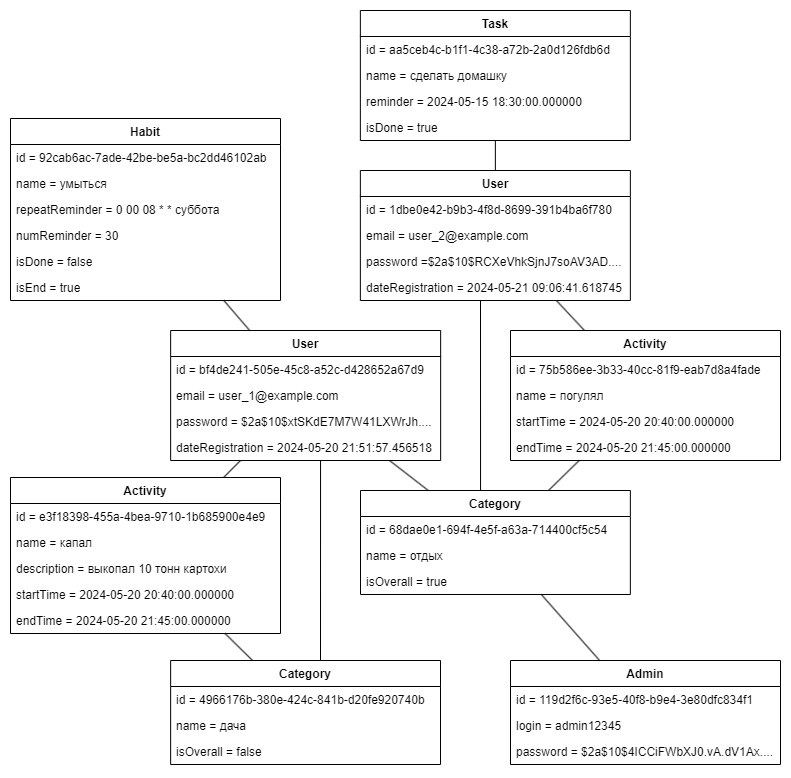 Task
id = aa5ceb4c-b1f1-4c38-a72b-2a0d126fdb6d
name = сделать домашку
reminder = 2024-05-15 18:30:00.000000
isDone = true
Habit
id = 92cab6ac-7ade-42be-be5a-bc2dd46102ab
name = умыться
repeatReminder = 0 00 08 * * суббота
numReminder = 30
isDone = false
isEnd = true
User
id = 1dbe0e42-b9b3-4f8d-8699-391b4ba6f780
email = user_2@example.com
password =$2a$10$RCXeVhkSjnJ7soAV3AD....
dateRegistration = 2024-05-21 09:06:41.618745
User
id = bf4de241-505e-45c8-a52c-d428652a67d9
email = user_1@example.com
password = $2a$10$xtSKdE7M7W41LXWrJh....
dateRegistration = 2024-05-20 21:51:57.456518
Activity
id = 75b586ee-3b33-40cc-81f9-eab7d8a4fade
name = погулял
startTime = 2024-05-20 20:40:00.000000
endTime = 2024-05-20 21:45:00.000000
Activity
id = e3f18398-455a-4bea-9710-1b685900e4e9
name = капал
description = выкопал 10 тонн картохи
startTime = 2024-05-20 20:40:00.000000
endTime = 2024-05-20 21:45:00.000000
Category
id = 68dae0e1-694f-4e5f-a63a-714400cf5c54
name = отдых
isOverall = true
Category
id = 4966176b-380e-424c-841b-d20fe920740b
name = дача
isOverall = false
Admin
id = 119d2f6c-93e5-40f8-b9e4-3e80dfc834f1
login = admin12345
password = $2a$10$4lCCiFWbXJ0.vA.dV1Ax....